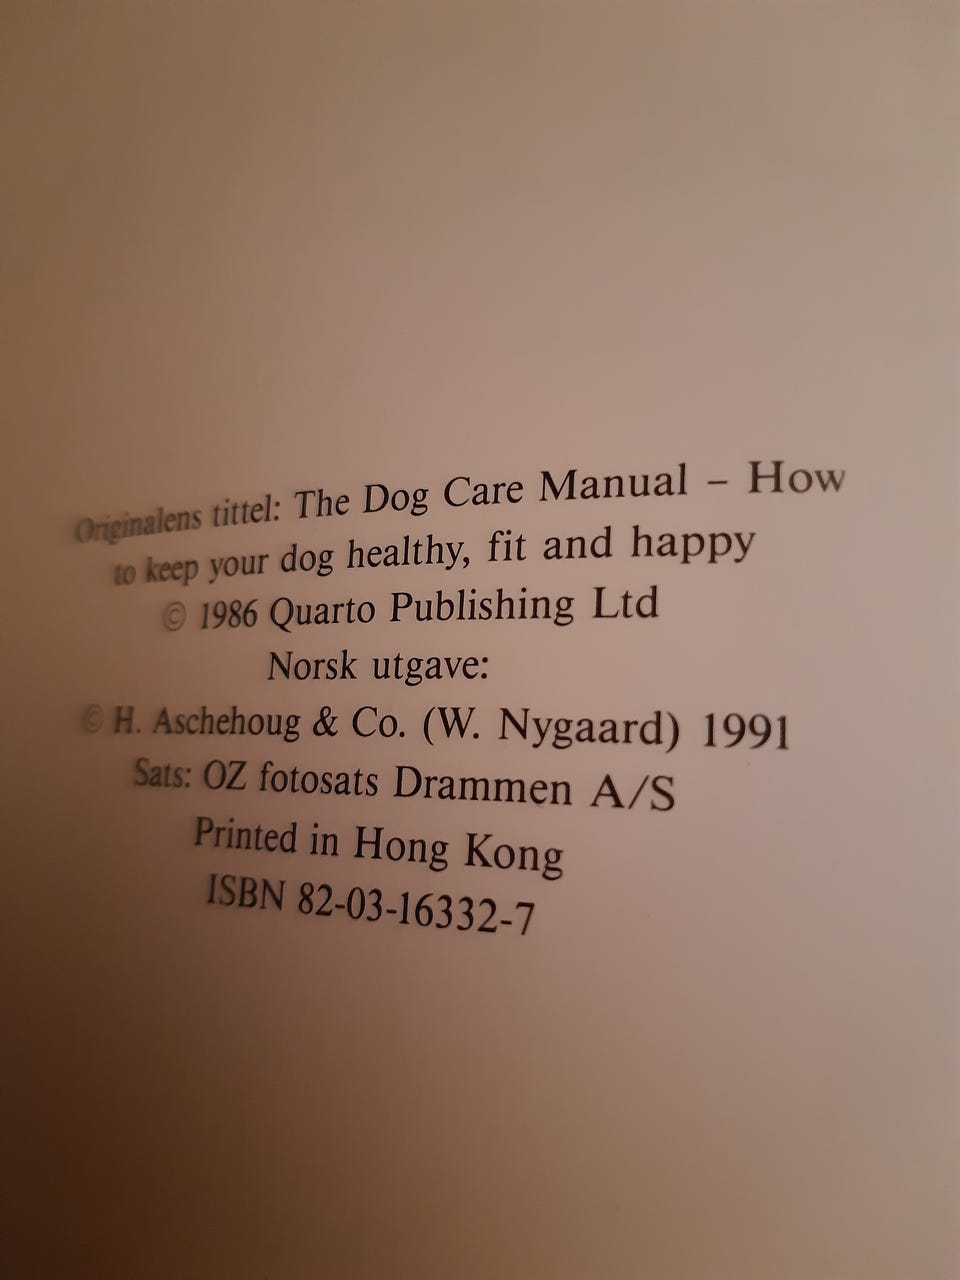 Originalens tittel: The Dog Care Manual – How
to keep your dog healthy, fit and happy
© 1986 Quarto Publishing Ltd
Norsk utgave:
© H. Aschehoug & Co. (W. Nygaard) 1991
Sats: OZ fotosats Drammen A/S
Printed in Hong Kong
ISBN 82-03-16332-7